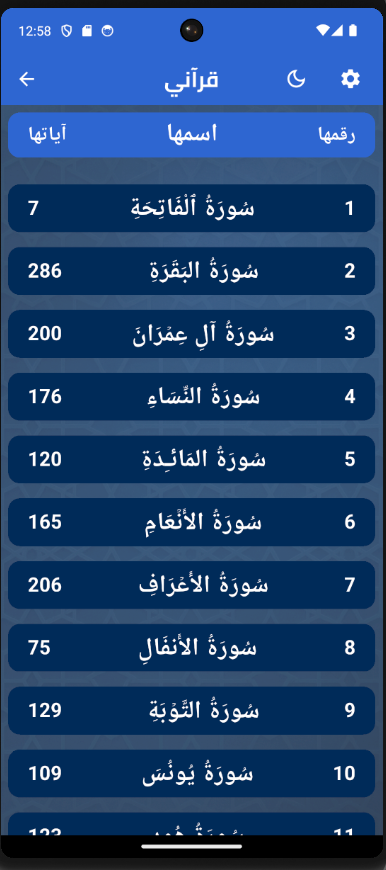 12:58
قرآني
رقمها اسمها آياتها
1 سُورَةُ ٱلْفَاتِحَةِ 7
2 سُورَةُ البَقَرَةِ 286
3 سُورَةُ آلِ عِمۡرَانَ 200
4 سُورَةُ النِّسَاءِ 176
5 سُورَةُ المَائـِدَةِ 120
6 سُورَةُ الأَنۡعَامِ 165
7 سُورَةُ الأَعۡرَافِ 206
8 سُورَةُ الأَنفَالِ 75
9 سُورَةُ التَّوۡبَةِ 129
10 سُورَةُ يُونُسَ 109
11 سُورَةُ هُودٍ 123